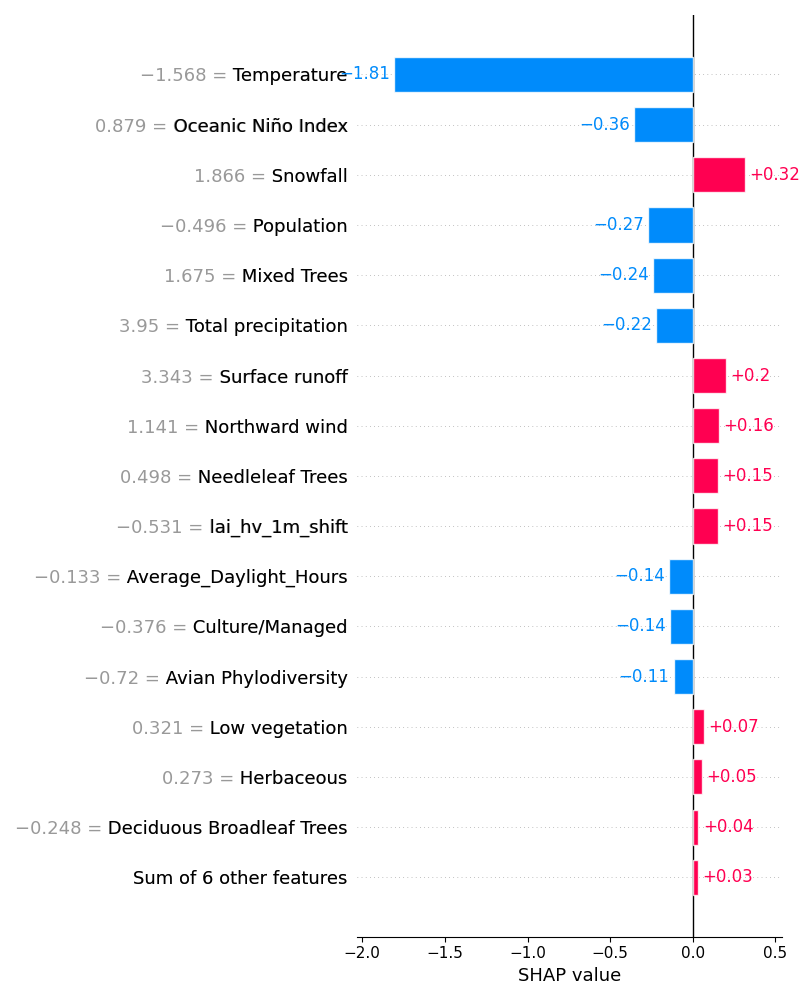 −1.568 = Temperature −1.81
0.879 = Oceanic Niño Index −0.36
1.866 = Snowfall +0.32
−0.496 = Population −0.27
1.675 = Mixed Trees −0.24
3.95 = Total precipitation −0.22
3.343 = Surface runoff +0.2
1.141 = Northward wind +0.16
0.498 = Needleleaf Trees +0.15
−0.531 = lai_hv_1m_shift +0.15
−0.133 = Average_Daylight_Hours −0.14
−0.376 = Culture/Managed −0.14
−0.72 = Avian Phylodiversity −0.11
0.321 = Low vegetation +0.07
0.273 = Herbaceous +0.05
−0.248 = Deciduous Broadleaf Trees +0.04
Sum of 6 other features +0.03
−2.0 −1.5 −1.0 −0.5 0.0 0.5
SHAP value